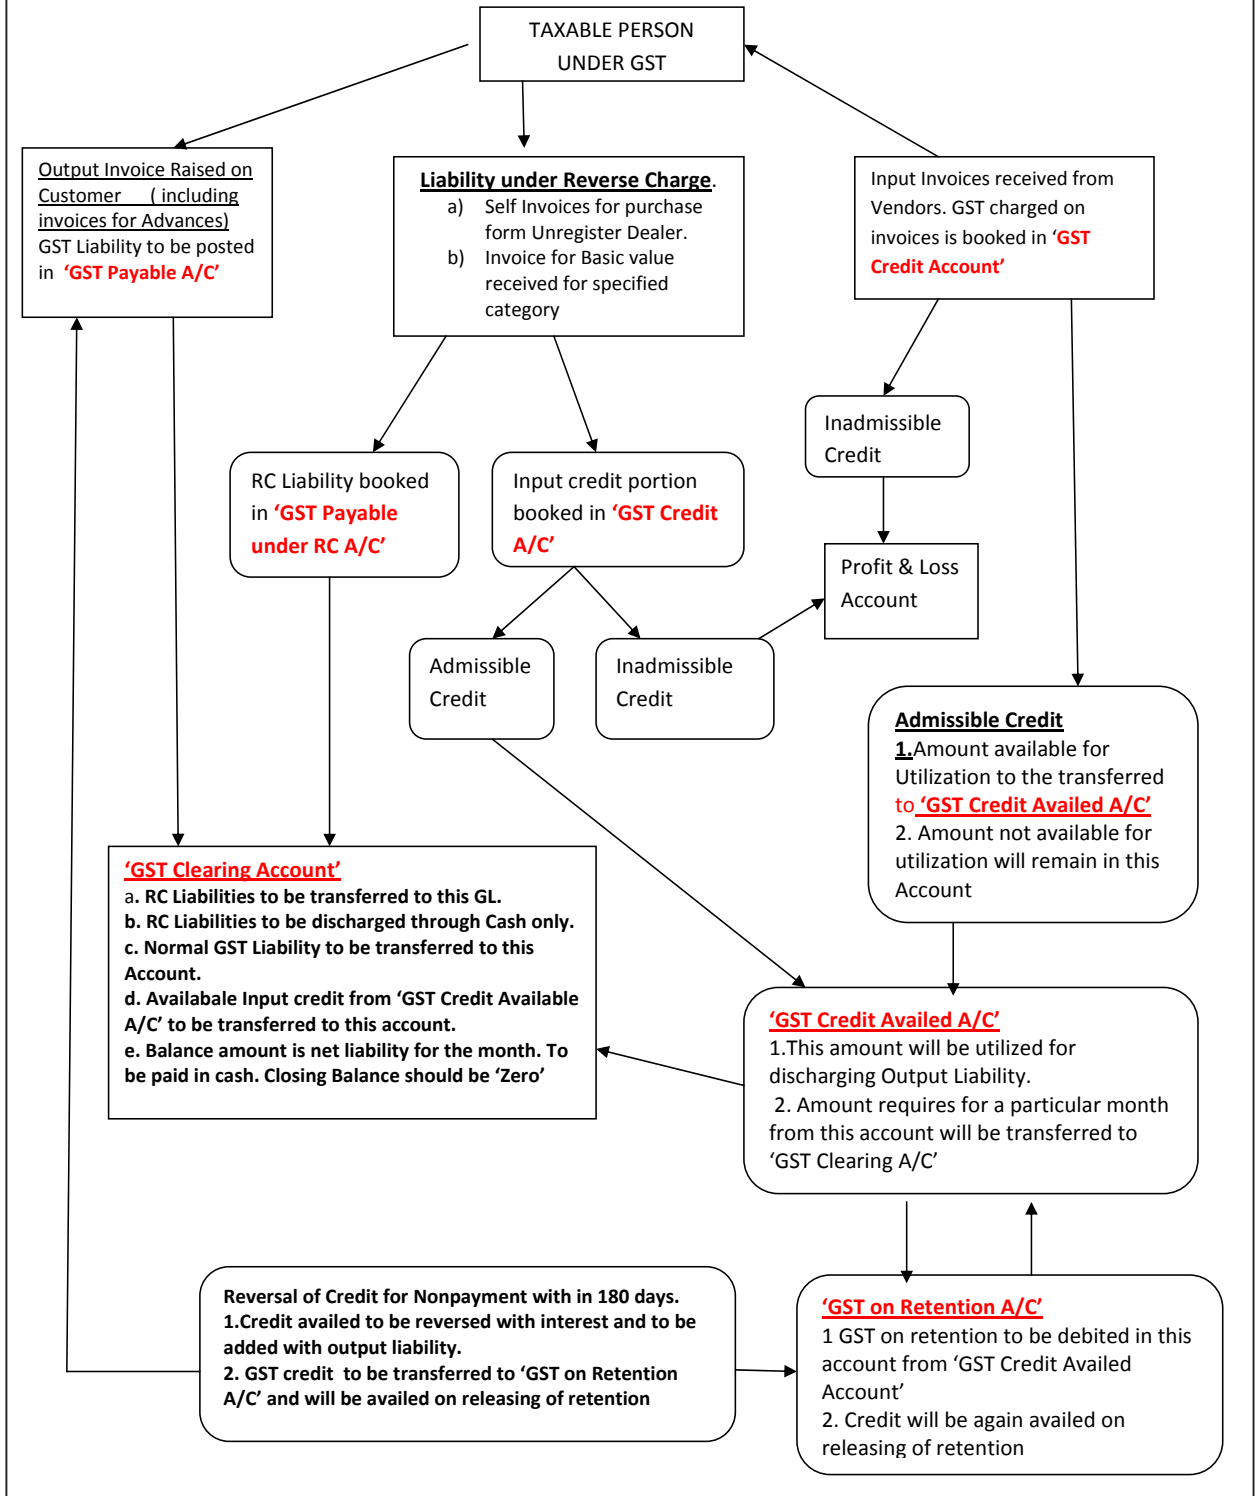 TAXABLE PERSON
UNDER GST
Output Invoice Raised on
Customer ( including
invoices for Advances)
GST Liability to be posted
in ‘GST Payable A/C’
Liability under Reverse Charge.
a) Self Invoices for purchase
form Unregister Dealer.
b) Invoice for Basic value
received for specified
category
Input Invoices received from
Vendors. GST charged on
invoices is booked in ‘GST
Credit Account’
Inadmissible
Credit
RC Liability booked
in ‘GST Payable
under RC A/C’
Input credit portion
booked in ‘GST Credit
A/C’
Profit & Loss
Account
Admissible
Credit
Inadmissible
Credit
Admissible Credit
1.Amount available for
Utilization to the transferred
to ‘GST Credit Availed A/C’
2. Amount not available for
utilization will remain in this
Account
‘GST Clearing Account’
a. RC Liabilities to be transferred to this GL.
b. RC Liabilities to be discharged through Cash only.
c. Normal GST Liability to be transferred to this
Account.
d. Availabale Input credit from ‘GST Credit Available
A/C’ to be transferred to this account.
e. Balance amount is net liability for the month. To
be paid in cash. Closing Balance should be ‘Zero’
‘GST Credit Availed A/C’
1.This amount will be utilized for
discharging Output Liability.
2. Amount requires for a particular month
from this account will be transferred to
‘GST Clearing A/C’
Reversal of Credit for Nonpayment with in 180 days.
1.Credit availed to be reversed with interest and to be
added with output liability.
2. GST credit to be transferred to ‘GST on Retention
A/C’ and will be availed on releasing of retention
‘GST on Retention A/C’
1 GST on retention to be debited in this
account from ‘GST Credit Availed
Account’
2. Credit will be again availed on
releasing of retention